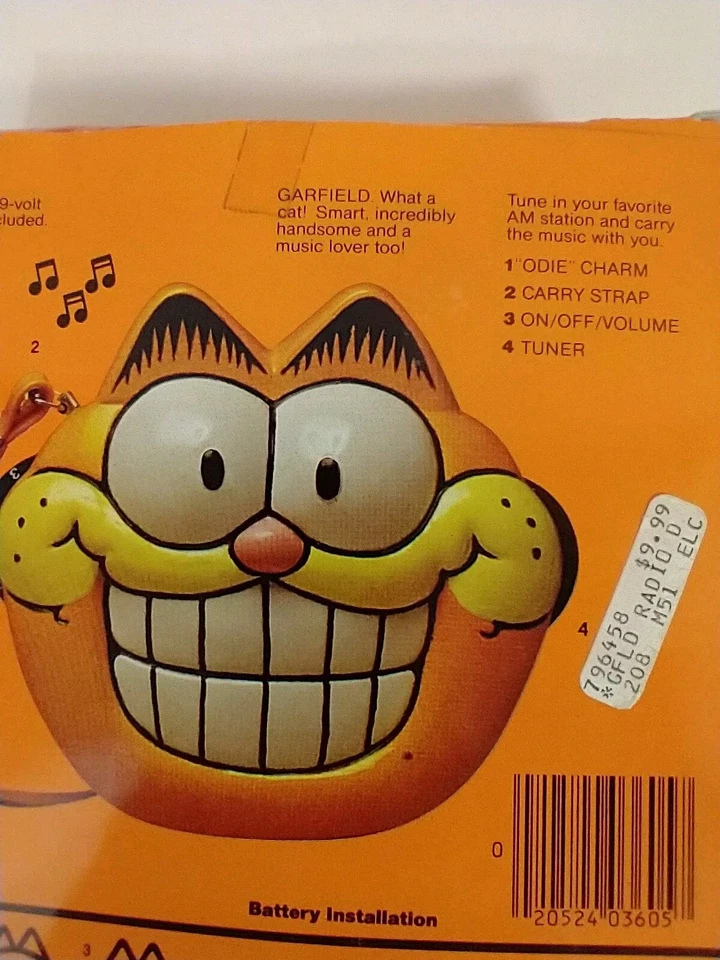 9-volt
cluded.
GARFIELD. What a
cat! Smart, incredibly
handsome and a
music lover too!
Tune in your favorite
AM station and carry
the music with you.
1 "ODIE" CHARM
2 CARRY STRAP
3 ON/OFF/VOLUME
4 TUNER
2
3
4
796458 $9.99
*GFLD RADIO D
208 M51 ELC
0
20524 03605
Battery Installation
3